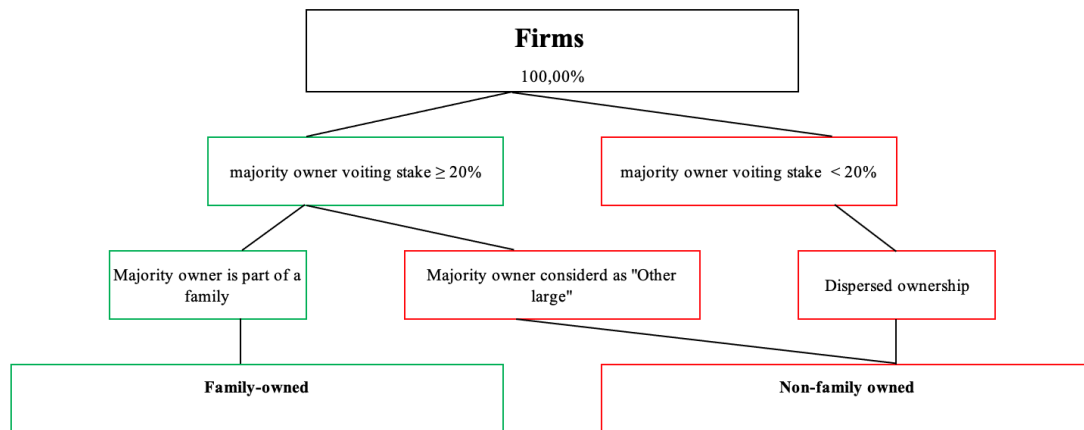 Firms
100,00%
majority owner voiting stake ≥ 20%
majority owner voiting stake < 20%
Majority owner is part of a
family
Majority owner considerd as "Other
large"
Dispersed ownership
Family-owned
Non-family owned